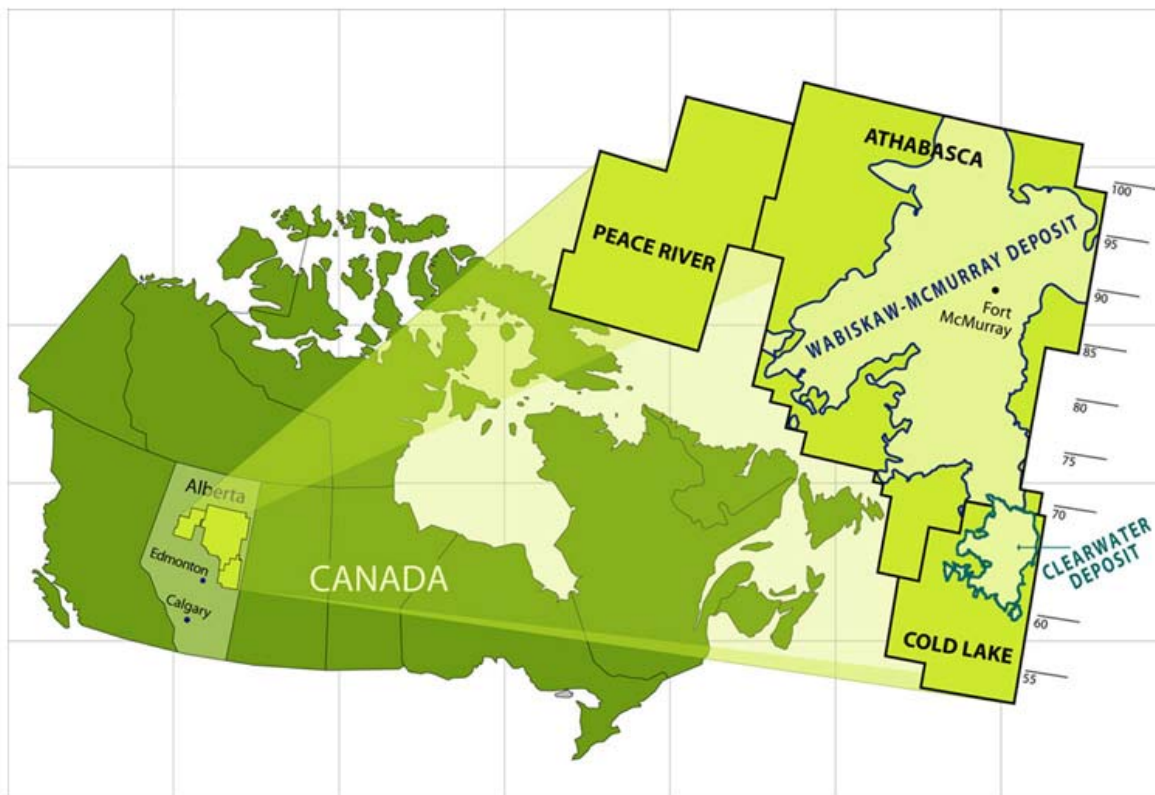 ATHABASCA
100
PEACE RIVER
WABISKAW-MCMURRAY DEPOSIT
95
90
Fort
McMURRAY
85
80
75
Alberta
70
CLEARWATER
DEPOSIT
Edmonton
CANADA
Calgary
60
COLD LAKE
55